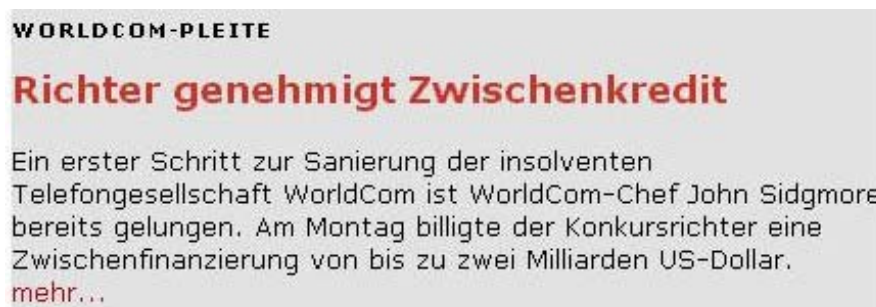 WORLDCOM-PLEITE
Richter genehmigt Zwischenkredit
Ein erster Schritt zur Sanierung der insolventen
Telefongesellschaft WorldCom ist WorldCom-Chef John Sidgmore
bereits gelungen. Am Montag billigte der Konkursrichter eine
Zwischenfinanzierung von bis zu zwei Milliarden US-Dollar.
mehr...